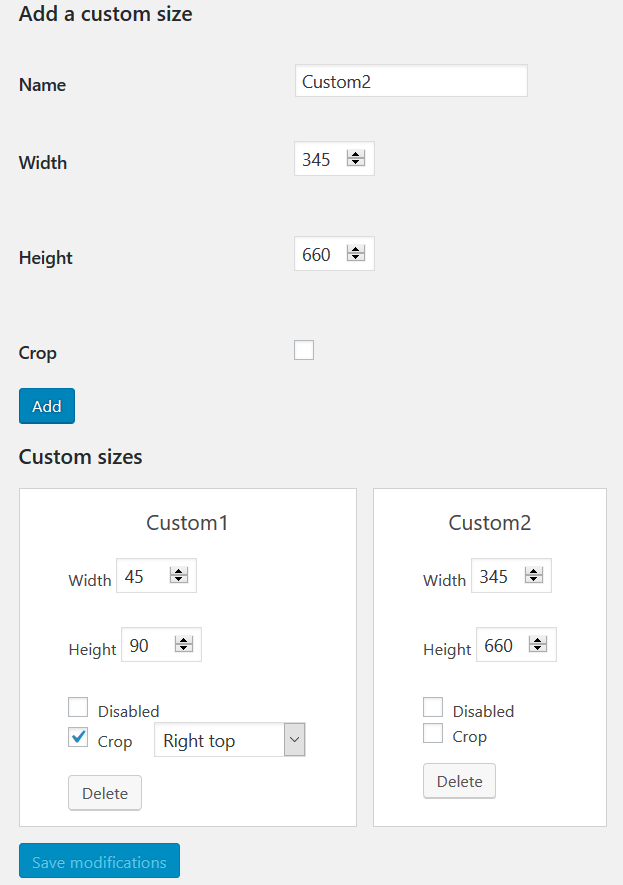 Add a custom size
Name Custom2
Width 345
Height 660
Crop
Add
Custom sizes
Custom1
Width 45
Height 90
Disabled
Crop Right top
Delete
Custom2
Width 345
Height 660
Disabled
Crop
Delete
Save modifications